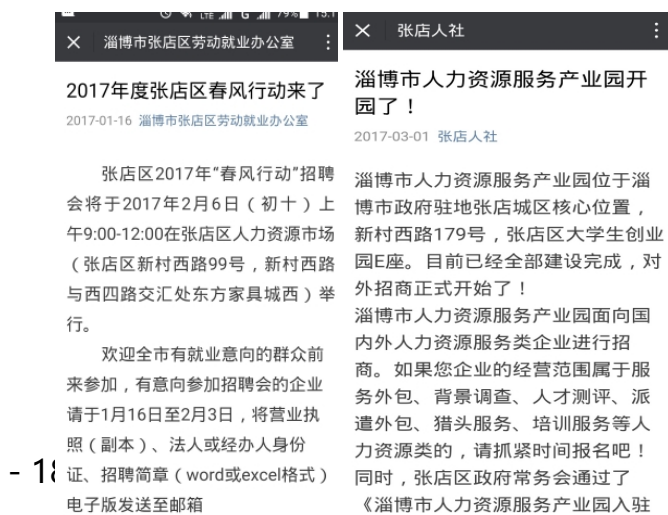 LTE G 79% 15:1
淄博市张店区劳动就业办公室
2017年度张店区春风行动来了
2017-01-16 淄博市张店区劳动就业办公室
张店区2017年“春风行动”招聘
会将于2017年2月6日（初十）上
午9:00-12:00在张店区人力资源市场
（张店区新村西路99号，新村西路
与西四路交汇处东方家具城西）举
行。
欢迎全市有就业意向的群众前
来参加，有意向参加招聘会的企业
请于1月16日至2月3日，将营业执
照（副本）、法人或经办人身份
证、招聘简章（word或excel格式）
电子版发送至邮箱
张店人社
淄博市人力资源服务产业园开
园了！
2017-03-01 张店人社
淄博市人力资源服务产业园位于淄
博市政府驻地张店城区核心位置，
新村西路179号，张店区大学生创业
园E座。目前已经全部建设完成，对
外招商正式开始了！
淄博市人力资源服务产业园面向国
内外人力资源服务类企业进行招
商。如果您企业的经营范围属于服
务外包、背景调查、人才测评、派
遣外包、猎头服务、培训服务等人
力资源类的，请抓紧时间报名吧！
同时，张店区政府常务会通过了
《淄博市人力资源服务产业园入驻